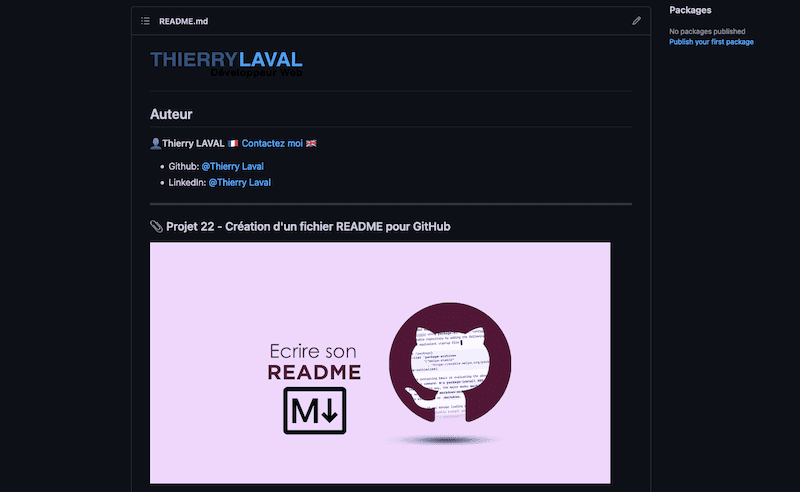 README.md
THIERRYLAVAL
Développeur Web
Auteur
Thierry LAVAL 🇫🇷 Contactez moi 🇬🇧
Github: @Thierry Laval
LinkedIn: @Thierry Laval
Projet 22 - Création d'un fichier README pour GitHub
Ecrire son
README
M
Packages
No packages published
Publish your first package